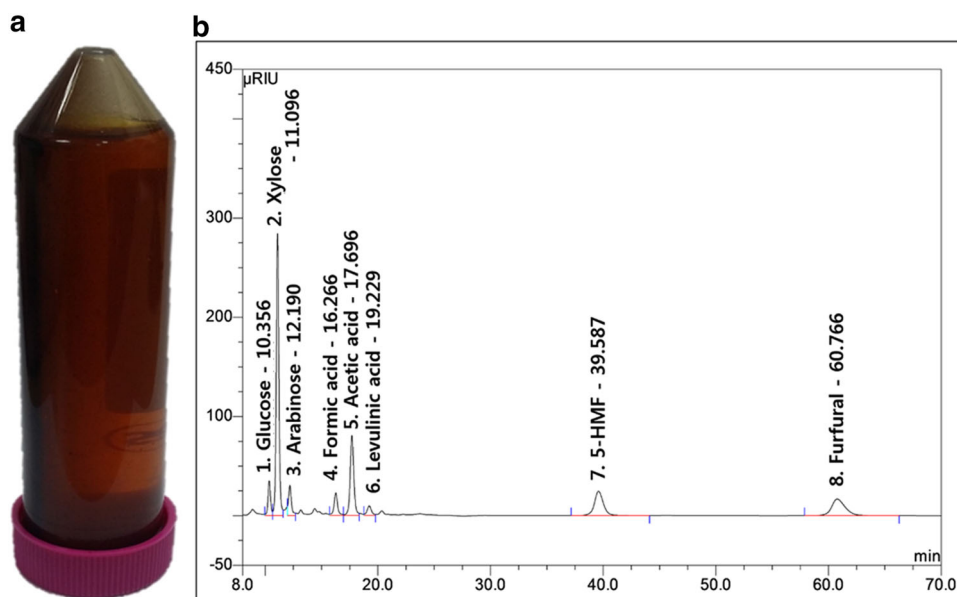 a
b
450
µRIU
300
200
100
-50
1. Glucose - 10.356
2. Xylose - 11.096
3. Arabinose - 12.190
4. Formic acid - 16.266
5. Acetic acid - 17.696
6. Levulinic acid - 19.229
7. 5-HMF - 39.587
8. Furfural - 60.766
min
8.0
20.0
30.0
40.0
50.0
60.0
70.0